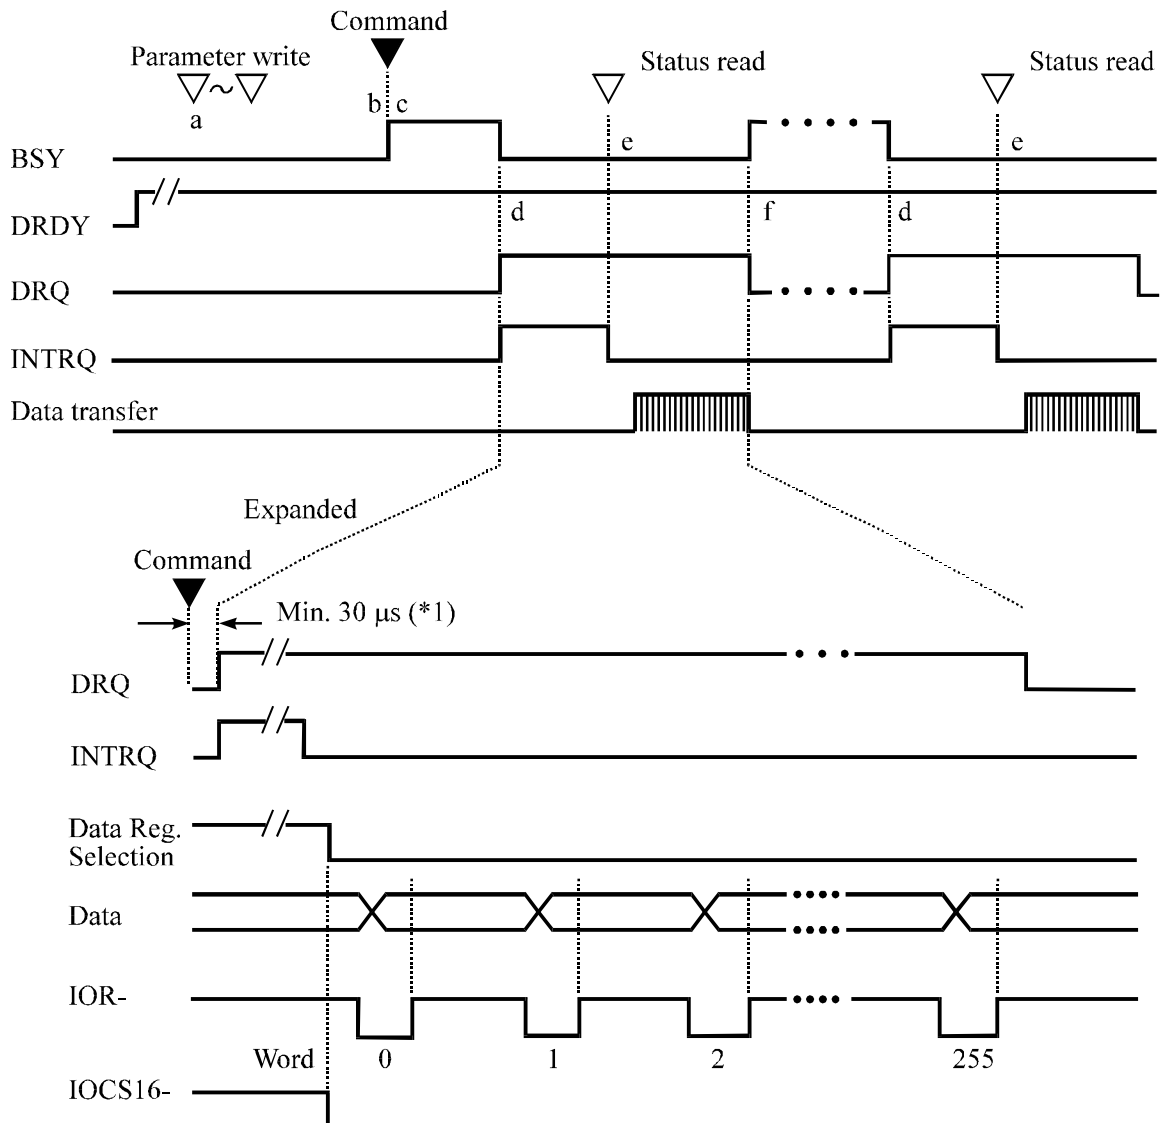 Command
Parameter write
Status read
Status read
a
b
c
e
e
BSY
d
f
d
DRDY
DRQ
INTRQ
Data transfer
Expanded
Command
Min. 30 μs (*1)
DRQ
INTRQ
Data Reg.
Selection
Data
IOR-
Word
0
1
2
255
IOCS16-